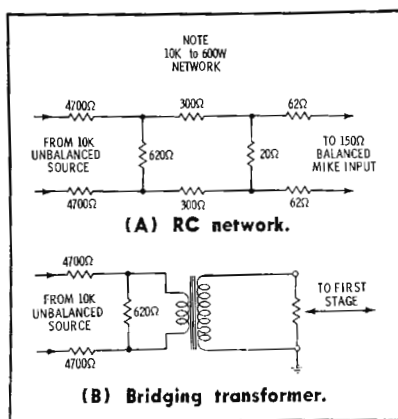 NOTE
10K to 600W
NETWORK
4700Ω 300Ω 62Ω
FROM 10K
UNBALANCED
SOURCE
620Ω
20Ω
TO 150Ω
BALANCED
MIKE INPUT
4700Ω 300Ω 62Ω
(A) RC network.
4700Ω
FROM 10K
UNBALANCED
SOURCE
620Ω
TO FIRST
STAGE
4700Ω
(B) Bridging transformer.